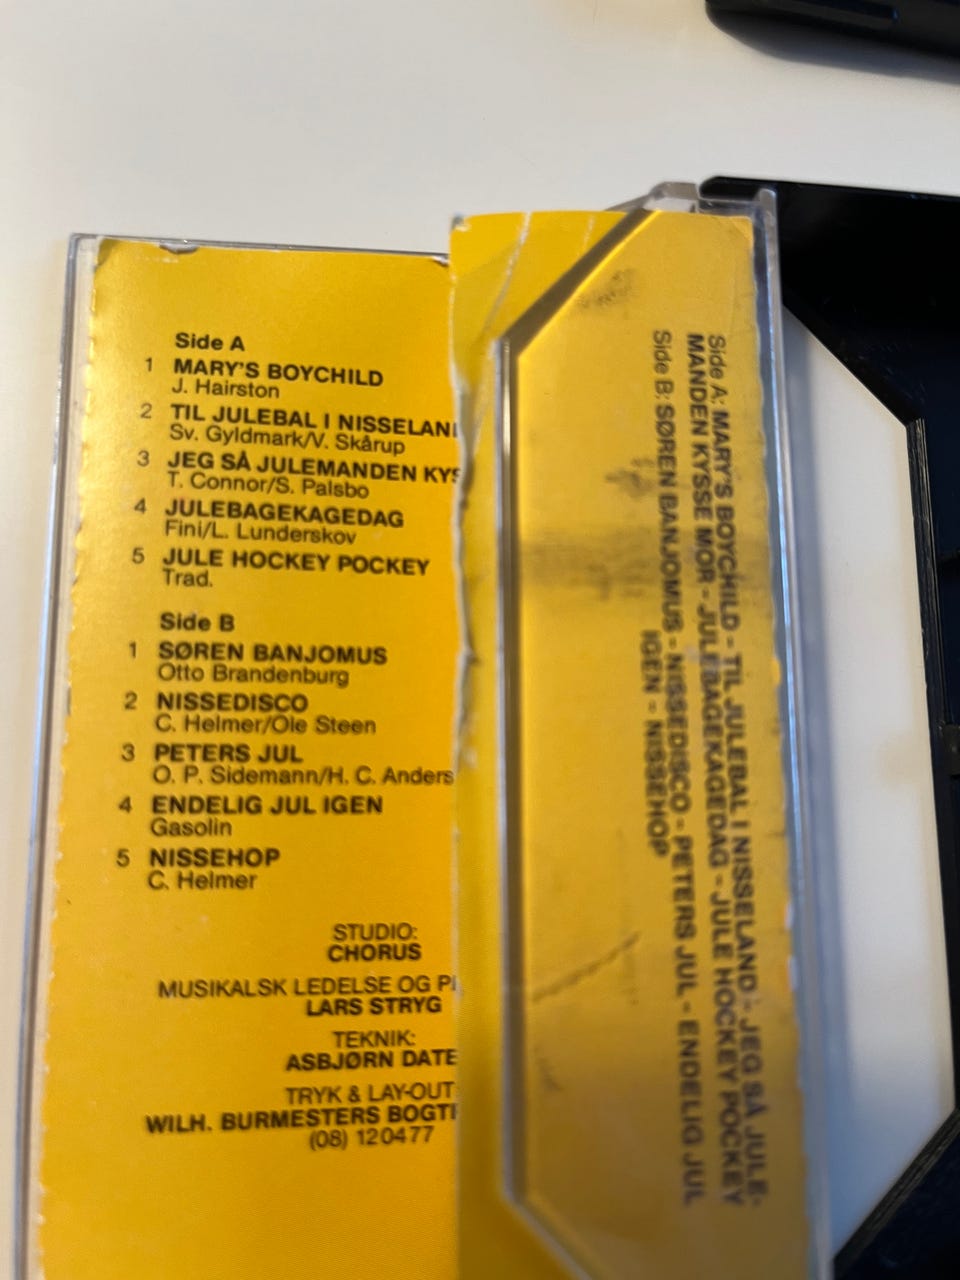 Side A
1 MARY'S BOYCHILD
J. Hairston
2 TIL JULEBAL I NISSELAN
Sv. Gyldmark/V. Skårup
3 JEG SÅ JULEMANDEN KYS
T. Connor/S. Palsbo
4 JULEBAGEKAGEDAG
Fini/L. Lunderskov
5 JULE HOCKEY POCKEY
Trad.
Side B
1 SØREN BANJOMUS
Otto Brandenburg
2 NISSEDISCO
C. Helmer/Ole Steen
3 PETERS JUL
O. P. Sidemann/H. C. Anders
4 ENDELIG JUL IGEN
Gasolin
5 NISSEHOP
C. Helmer
STUDIO:
CHORUS
MUSIKALSK LEDELSE OG
LARS STRYG
TEKNIK:
ASBJØRN DATE
TRYK & LAY-OUT
WILH. BURMESTERS BOGT
(08) 120477
Side A: MARY'S BOYCHILD - TIL JULEBAL I NISSELAND - JEG SÅ JULE-
MANDEN KYSSE MOR - JULEBAGEKAGEDAG - JULE HOCKEY POCKEY
Side B: SØREN BANJOMUS - NISSEDISCO - PETERS JUL - ENDELIG JUL
IGEN - NISSEHOP